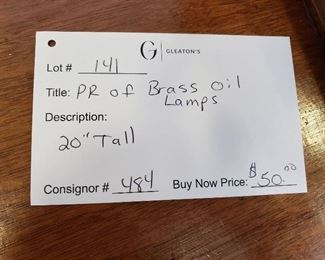 G | GLEATON'S
Lot # 141
Title: PR of Brass Oil
Lamps
Description:
20" Tall
Consignor # 484 Buy Now Price: $50.00